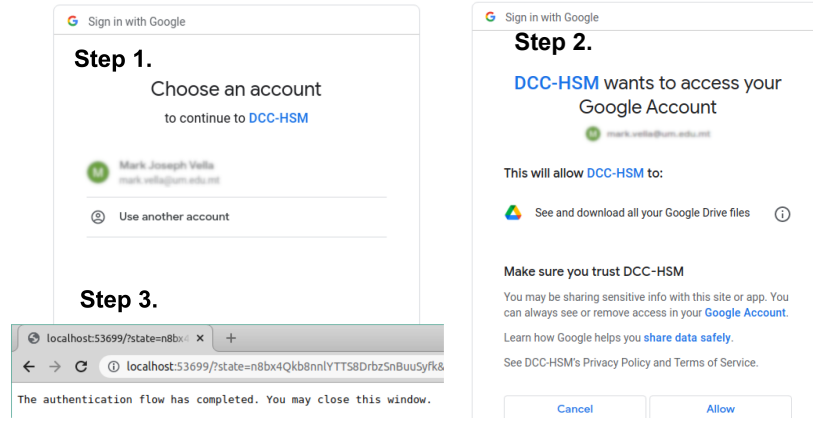 Sign in with Google
Step 1.
Choose an account
to continue to DCC-HSM
M
Mark Joseph Vella
mark.vella@um.edu.mt
Use another account
Sign in with Google
Step 2.
DCC-HSM wants to access your
Google Account
mark.vella@um.edu.mt
This will allow DCC-HSM to:
See and download all your Google Drive files
Make sure you trust DCC-HSM
You may be sharing sensitive info with this site or app. You
can always see or remove access in your Google Account.
Learn how Google helps you share data safely.
See DCC-HSM's Privacy Policy and Terms of Service.
Cancel
Allow
Step 3.
localhost:53699/?state=n8bx4
localhost:53699/?state=n8bx4Qkb8nnlYTTS8DrbzSnBuuSyfk&
The authentication flow has completed. You may close this window.